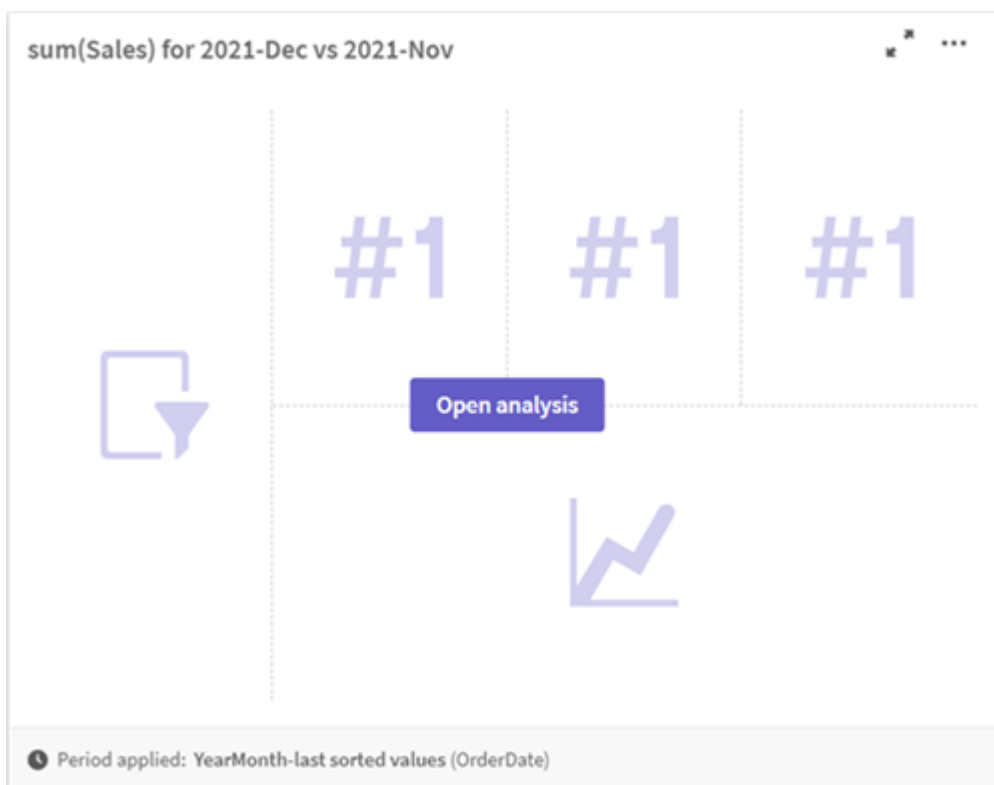 sum(Sales) for 2021-Dec vs 2021-Nov
#1 #1 #1
Open analysis
Period applied: YearMonth-last sorted values (OrderDate)